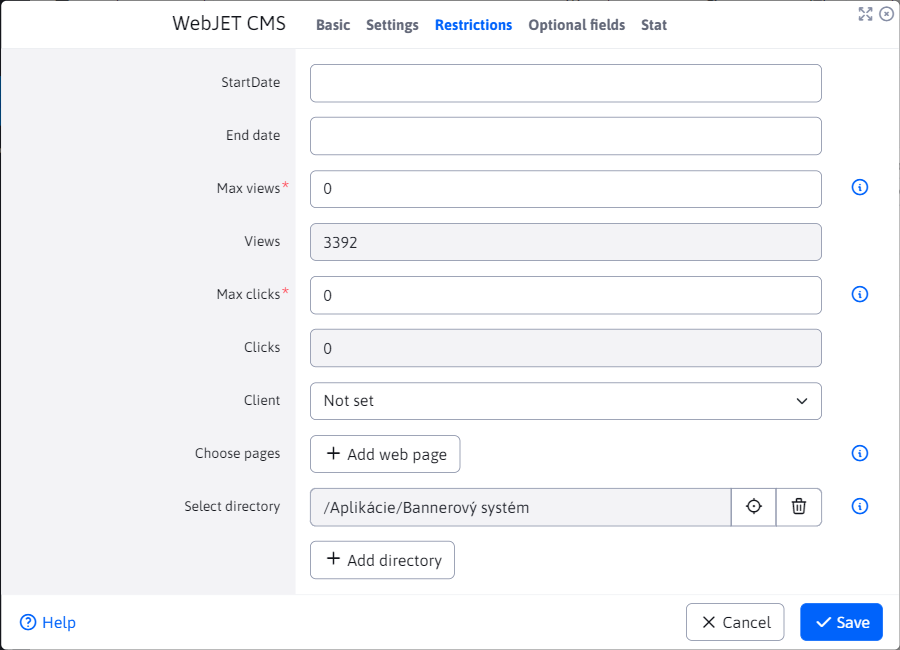 WebJET CMS Basic Settings Restrictions Optional fields Stat
StartDate
End date
Max views* 0
Views 3392
Max clicks* 0
Clicks 0
Client Not set
Choose pages Add web page
Select directory /Aplikácie/Bannerový systém
Add directory
Help Cancel Save